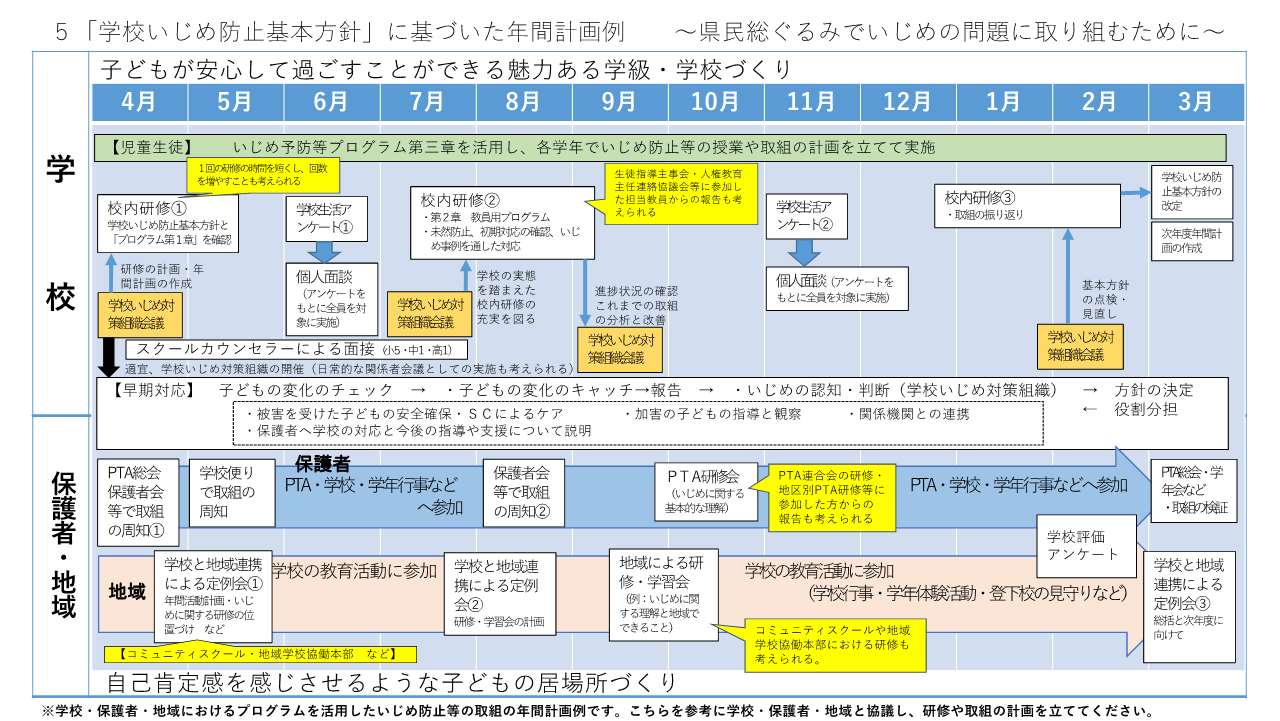 5「学校いじめ防止基本方針」に基づいた年間計画例　　～県民総ぐるみでいじめの問題に取り組むために～
子どもが安心して過ごすことができる魅力ある学級・学校づくり
4月 5月 6月 7月 8月 9月 10月 11月 12月 1月 2月 3月
学校
【児童生徒】　　いじめ予防等プログラム第三章を活用し、各学年でいじめ防止等の授業や取組の計画を立てて実施
1回の研修の時間を短くし、回数
を増やすことも考えられる
校内研修①
学校いじめ防止基本方針と
「プログラム第1章」を確認
研修の計画・年
間計画の作成
学校いじめ対
策組織会議
学校生活ア
ンケート①
個人面談
（アンケートを
もとに全員を対
象に実施）
校内研修②
・第2章　教員用プログラム
・未然防止、初期対応の確認、いじ
め事例を通した対応
学校いじめ対
策組織会議
学校の実態
を踏まえた
校内研修の
充実を図る
生徒指導主事会・人権教育
主任連絡協議会等に参加し
た担当教員からの報告も考
えられる
進捗状況の確認
これまでの取組
の分析と改善
学校いじめ対
策組織会議
学校生活ア
ンケート②
個人面談（アンケートを
もとに全員を対象に実施）
校内研修③
・取組の振り返り
基本方針
の点検・
見直し
学校いじめ対
策組織会議
学校いじめ防
止基本方針の
改定
次年度年間計
画の作成
スクールカウンセラーによる面接（小5・中1・高1）
適宜、学校いじめ対策組織の開催（日常的な関係者会議としての実施も考えられる）
【早期対応】　子どもの変化のチェック　→　・子どもの変化のキャッチ→報告　→　・いじめの認知・判断（学校いじめ対策組織）　→　方針の決定
←　役割分担
・被害を受けた子どもの安全確保・ＳＣによるケア　　　・加害の子どもの指導と観察　　　・関係機関との連携
・保護者へ学校の対応と今後の指導や支援について説明
保護者・地域
保護者
PTA総会
保護者会
等で取組
の周知①
学校便り
で取組の
周知
PTA・学校・学年行事など
へ参加
保護者会
等で取組
の周知②
ＰＴＡ研修会
（いじめに関する
基本的な理解）
PTA連合会の研修・
地区別PTA研修等に
参加した方からの
報告も考えられる
PTA・学校・学年行事などへ参加
PTA総会・学
年会など
・取組の検証
学校評価
アンケート
地域
学校と地域連携
による定例会①
年間活動計画・いじ
めに関する研修の位
置づけ　など
学校の教育活動に参加
学校と地域連
携による定例
会②
研修・学習会の計画
地域による研
修・学習会
（例：いじめに関
する理解と地域で
できること）
学校の教育活動に参加
（学校行事・学年体験活動・登下校の見守りなど）
学校と地域
連携による
定例会③
総括と次年度に
向けて
コミュニティスクールや地域
学校協働本部における研修も
考えられる。
【コミュニティスクール・地域学校協働本部　など】
自己肯定感を感じさせるような子どもの居場所づくり
※学校・保護者・地域におけるプログラムを活用したいじめ防止等の取組の年間計画例です。こちらを参考に学校・保護者・地域と協議し、研修や取組の計画を立ててください。